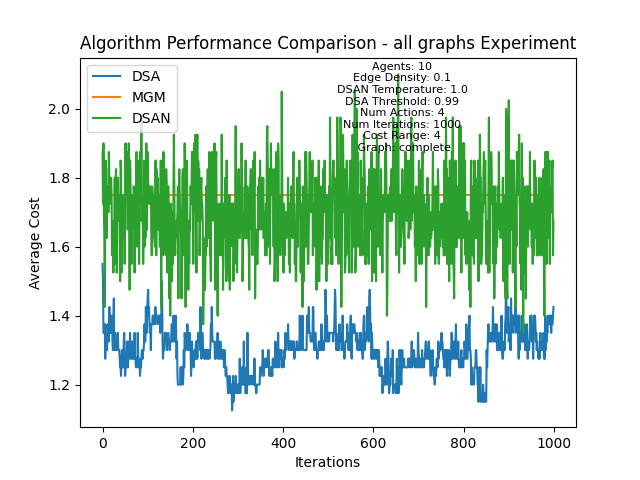 Algorithm Performance Comparison - all graphs Experiment
DSA
MGM
DSAN
Agents: 10
Edge Density: 0.1
DSAN Temperature: 1.0
DSA Threshold: 0.99
Num Actions: 4
Num Iterations: 1000
Cost Range: 4
Graph: complete
Average Cost
2.0
1.8
1.6
1.4
1.2
0
200
400
600
800
1000
Iterations